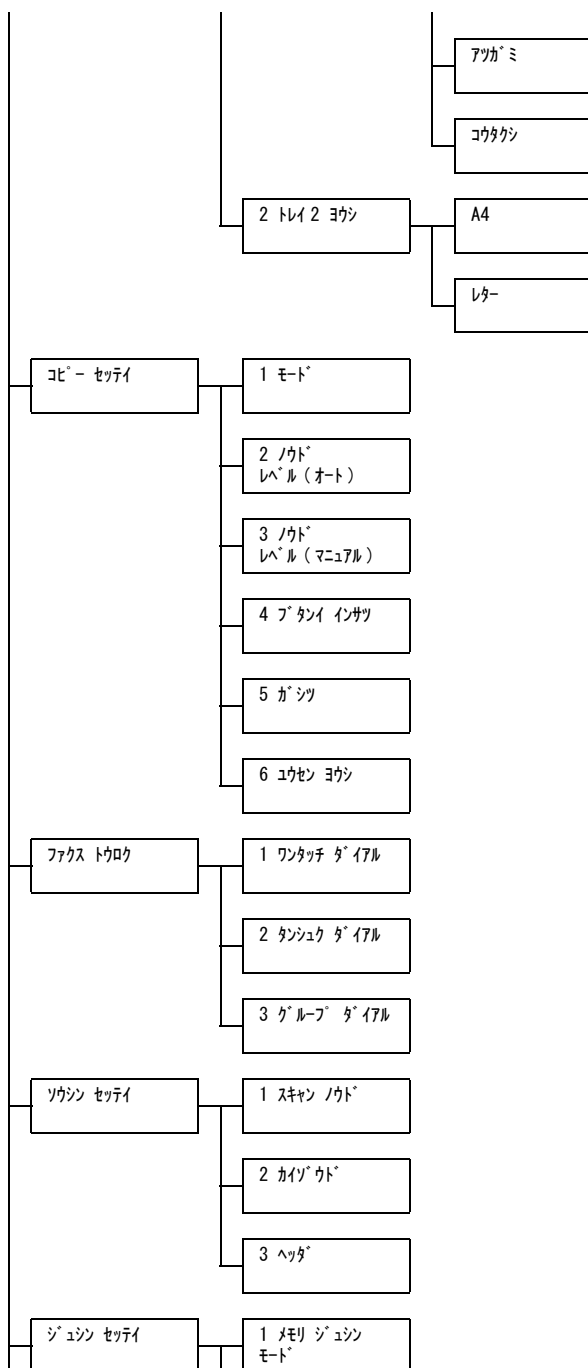 ｱﾂｶﾞﾐ
ｺｳﾀｸｼ
2 ﾄﾚｲ 2 ﾖｳｼ
A4
ﾚﾀｰ
ｺﾋﾟｰ ｾｯﾃｲ
1 ﾓｰﾄﾞ
2 ﾉｳﾄﾞ
ﾚﾍﾞﾙ (ｵｰﾄ)
3 ﾉｳﾄﾞ
ﾚﾍﾞﾙ (ﾏﾆｭｱﾙ)
4 ﾌﾞﾀﾝｲ ｲﾝｻﾂ
5 ｶﾞｼﾂ
6 ﾕｳｾﾝ ﾖｳｼ
ﾌｧｸｽ ﾄｳﾛｸ
1 ﾜﾝﾀｯﾁ ﾀﾞｲｱﾙ
2 ﾀﾝｼｭｸ ﾀﾞｲｱﾙ
3 ｸﾞﾙｰﾌﾟ ﾀﾞｲｱﾙ
ｿｳｼﾝ ｾｯﾃｲ
1 ｽｷｬﾝ ﾉｳﾄﾞ
2 ｶｲｿﾞｳﾄﾞ
3 ﾍｯﾀﾞ
ｼﾞｭｼﾝ ｾｯﾃｲ
1 ﾒﾓﾘ ｼﾞｭｼﾝ
ﾓｰﾄﾞ